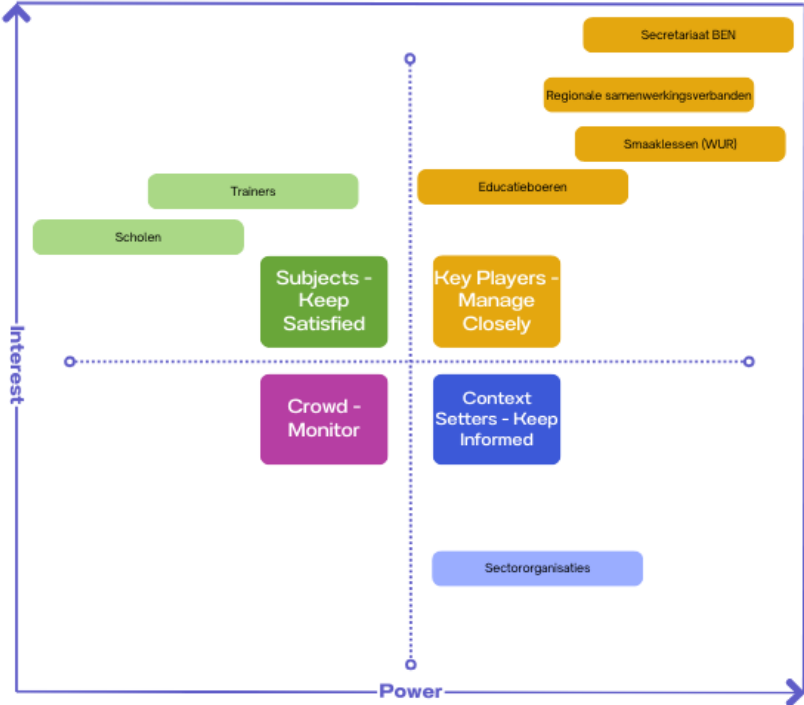 Secretariaat BEN
Regionale samenwerkingsverbanden
Smaaklessen (WUR)
Educatieboeren
Trainers
Scholen
Subjects -
Keep
Satisfied
Key Players -
Manage
Closely
Interest
Crowd -
Monitor
Context
Setters - Keep
Informed
Sectororganisaties
Power